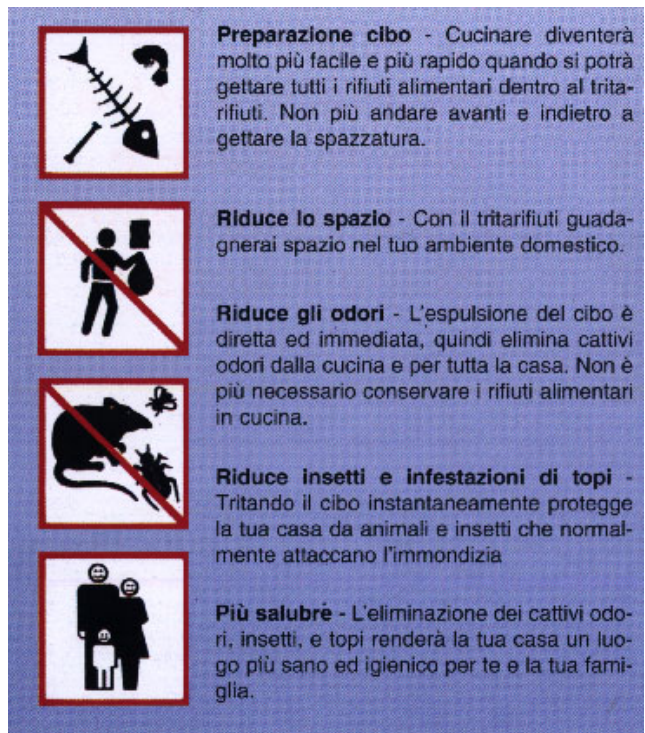 Preparazione cibo - Cucinare diventerà
molto più facile e più rapido quando si potrà
gettare tutti i rifiuti alimentari dentro al trita-
rifiuti. Non più andare avanti e indietro a
gettare la spazzatura.
Riduce lo spazio - Con il tritarifiuti guada-
gnerai spazio nel tuo ambiente domestico.
Riduce gli odori - L'espulsione del cibo è
diretta ed immediata, quindi elimina cattivi
odori dalla cucina e per tutta la casa. Non è
più necessario conservare i rifiuti alimentari
in cucina.
Riduce insetti e infestazioni di topi -
Tritando il cibo instantaneamente protegge
la tua casa da animali e insetti che normal-
mente attaccano l'immondizia
Più salubre - L'eliminazione dei cattivi odo-
ri, insetti, e topi renderà la tua casa un luo-
go più sano ed igienico per te e la tua fami-
glia.